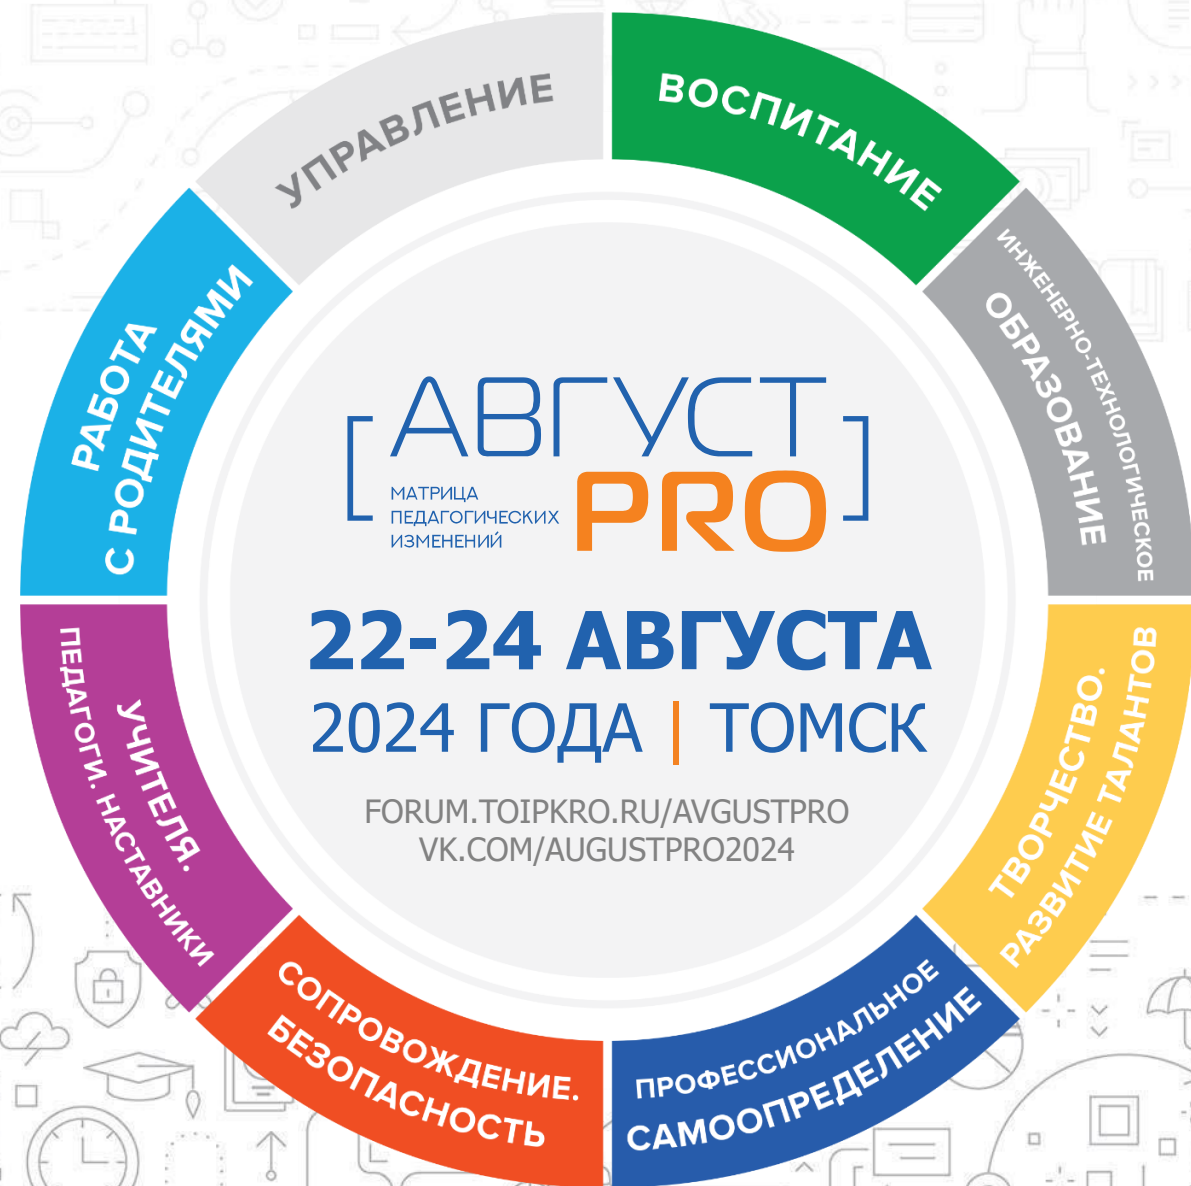 УПРАВЛЕНИЕ
ВОСПИТАНИЕ
ИНЖЕНЕРНО-ТЕХНОЛОГИЧЕСКОЕ
ОБРАЗОВАНИЕ
ТВОРЧЕСТВО.
РАЗВИТИЕ ТАЛАНТОВ
ПРОФЕССИОНАЛЬНОЕ
САМООПРЕДЕЛЕНИЕ
СОПРОВОЖДЕНИЕ.
БЕЗОПАСНОСТЬ
УЧИТЕЛЯ.
ПЕДАГОГИ. НАСТАВНИКИ
РАБОТА
С РОДИТЕЛЯМИ
[АВГУСТ
PRO]
МАТРИЦА
ПЕДАГОГИЧЕСКИХ
ИЗМЕНЕНИЙ
22-24 АВГУСТА
2024 ГОДА | ТОМСК
FORUM.TOIPKRO.RU/AVGUSTPRO
VK.COM/AUGUSTPRO2024